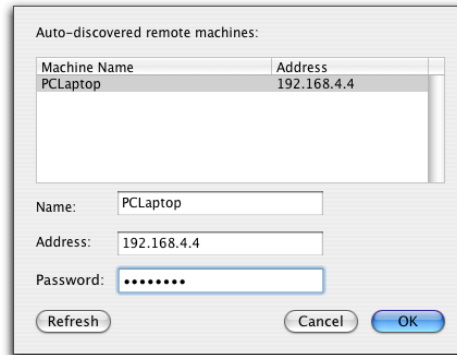 Auto-discovered remote machines:
Machine Name Address
PCLaptop 192.168.4.4
Name: PCLaptop
Address: 192.168.4.4
Password: ••••••••
Refresh Cancel OK